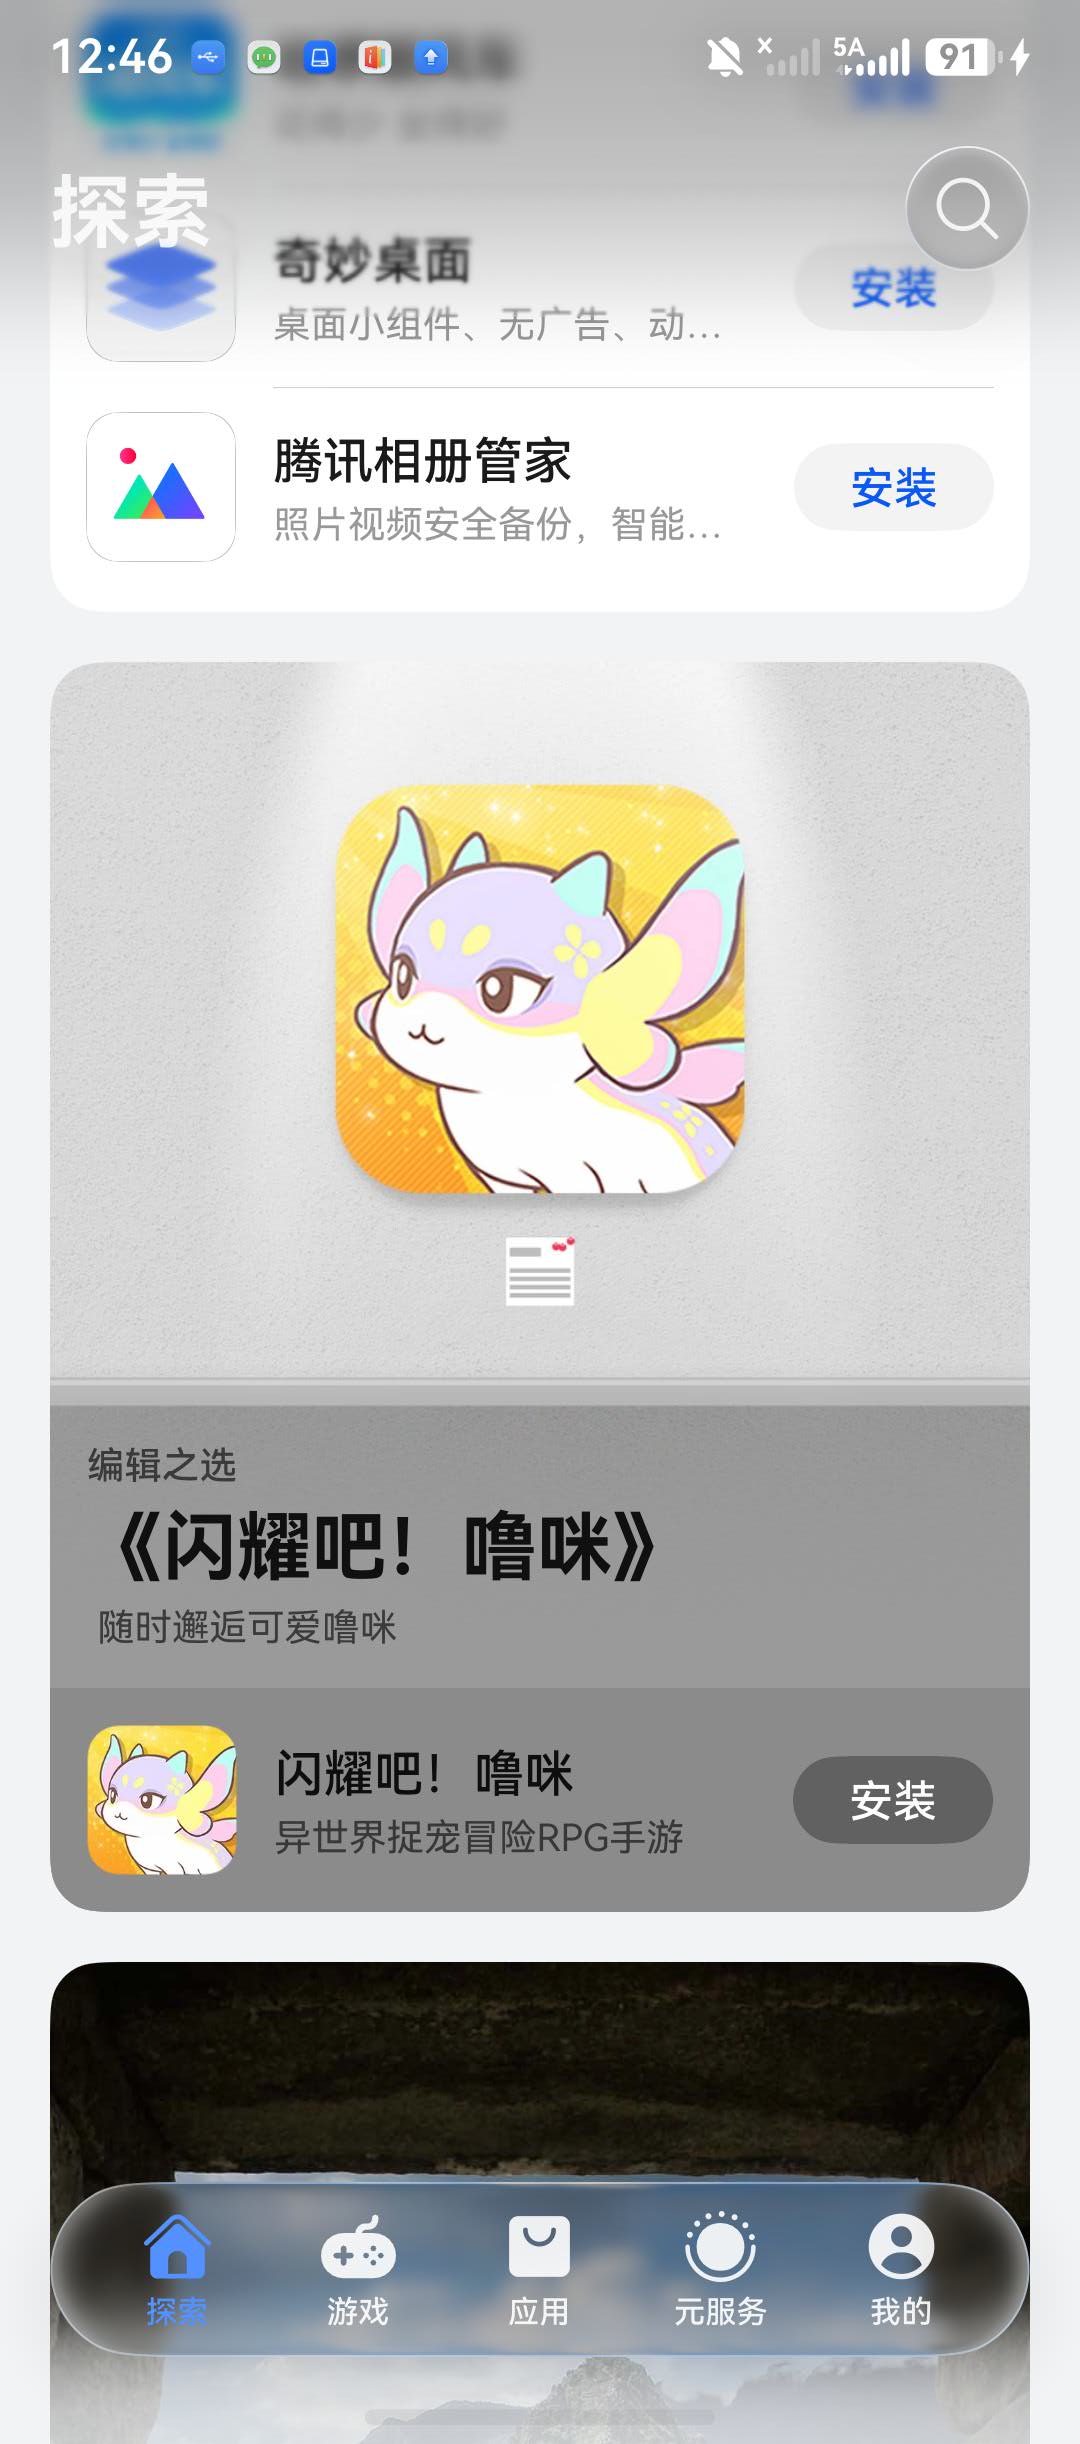 12:46
5A
91
探索
奇妙桌面
桌面小组件、无广告、动...
安装
腾讯相册管家
照片视频安全备份，智能...
安装
编辑之选
《闪耀吧！噜咪》
随时邂逅可爱噜咪
闪耀吧！噜咪
异世界捉宠冒险RPG手游
安装
探索
游戏
应用
元服务
我的